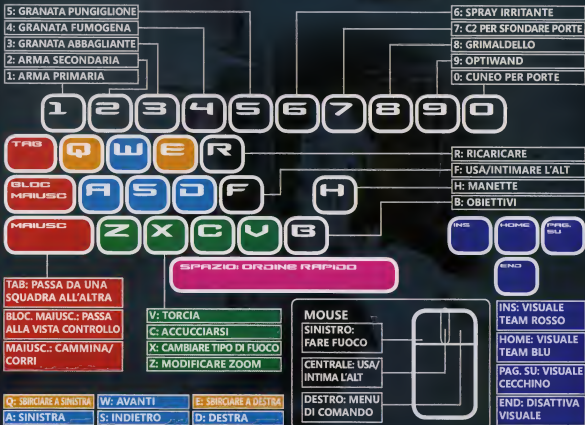 5: GRANATA PUNGIGLIONE
4: GRANATA FUMOGENA
3: GRANATA ABBAGLIANTE
2: ARMA SECONDARIA
1: ARMA PRIMARIA
6: SPRAY IRRITANTE
7: C2 PER SFONDARE PORTE
8: GRIMALDELLO
9: OPTIWAND
0: CUNEO PER PORTE
1 2 3 4 5 6 7 8 9 0
TAB Q W E R
R: RICARICARE
F: USA/INTIMARE L'ALT
H: MANETTE
B: OBIETTIVI
BLOC MAIUSC A S D F H
MAIUSC Z X C V B
INS HOME PAG. SU
END
SPAZIO: ORDINE RAPIDO
TAB: PASSA DA UNA
SQUADRA ALL'ALTRA
BLOC. MAIUSC.: PASSA
ALLA VISTA CONTROLLO
MAIUSC.: CAMMINA/
CORRI
V: TORCIA
C: ACCUCCIARSI
X: CAMBIARE TIPO DI FUOCO
Z: MODIFICARE ZOOM
MOUSE
SINISTRO:
FARE FUOCO
CENTRALE: USA/
INTIMA L'ALT
DESTRO: MENU
DI COMANDO
INS: VISUALE
TEAM ROSSO
HOME: VISUALE
TEAM BLU
PAG. SU: VISUALE
CECCHINO
END: DISATTIVA
VISUALE
Q: SBIRCIARE A SINISTRA
W: AVANTI
E: SBIRCIARE A DESTRA
A: SINISTRA
S: INDIETRO
D: DESTRA